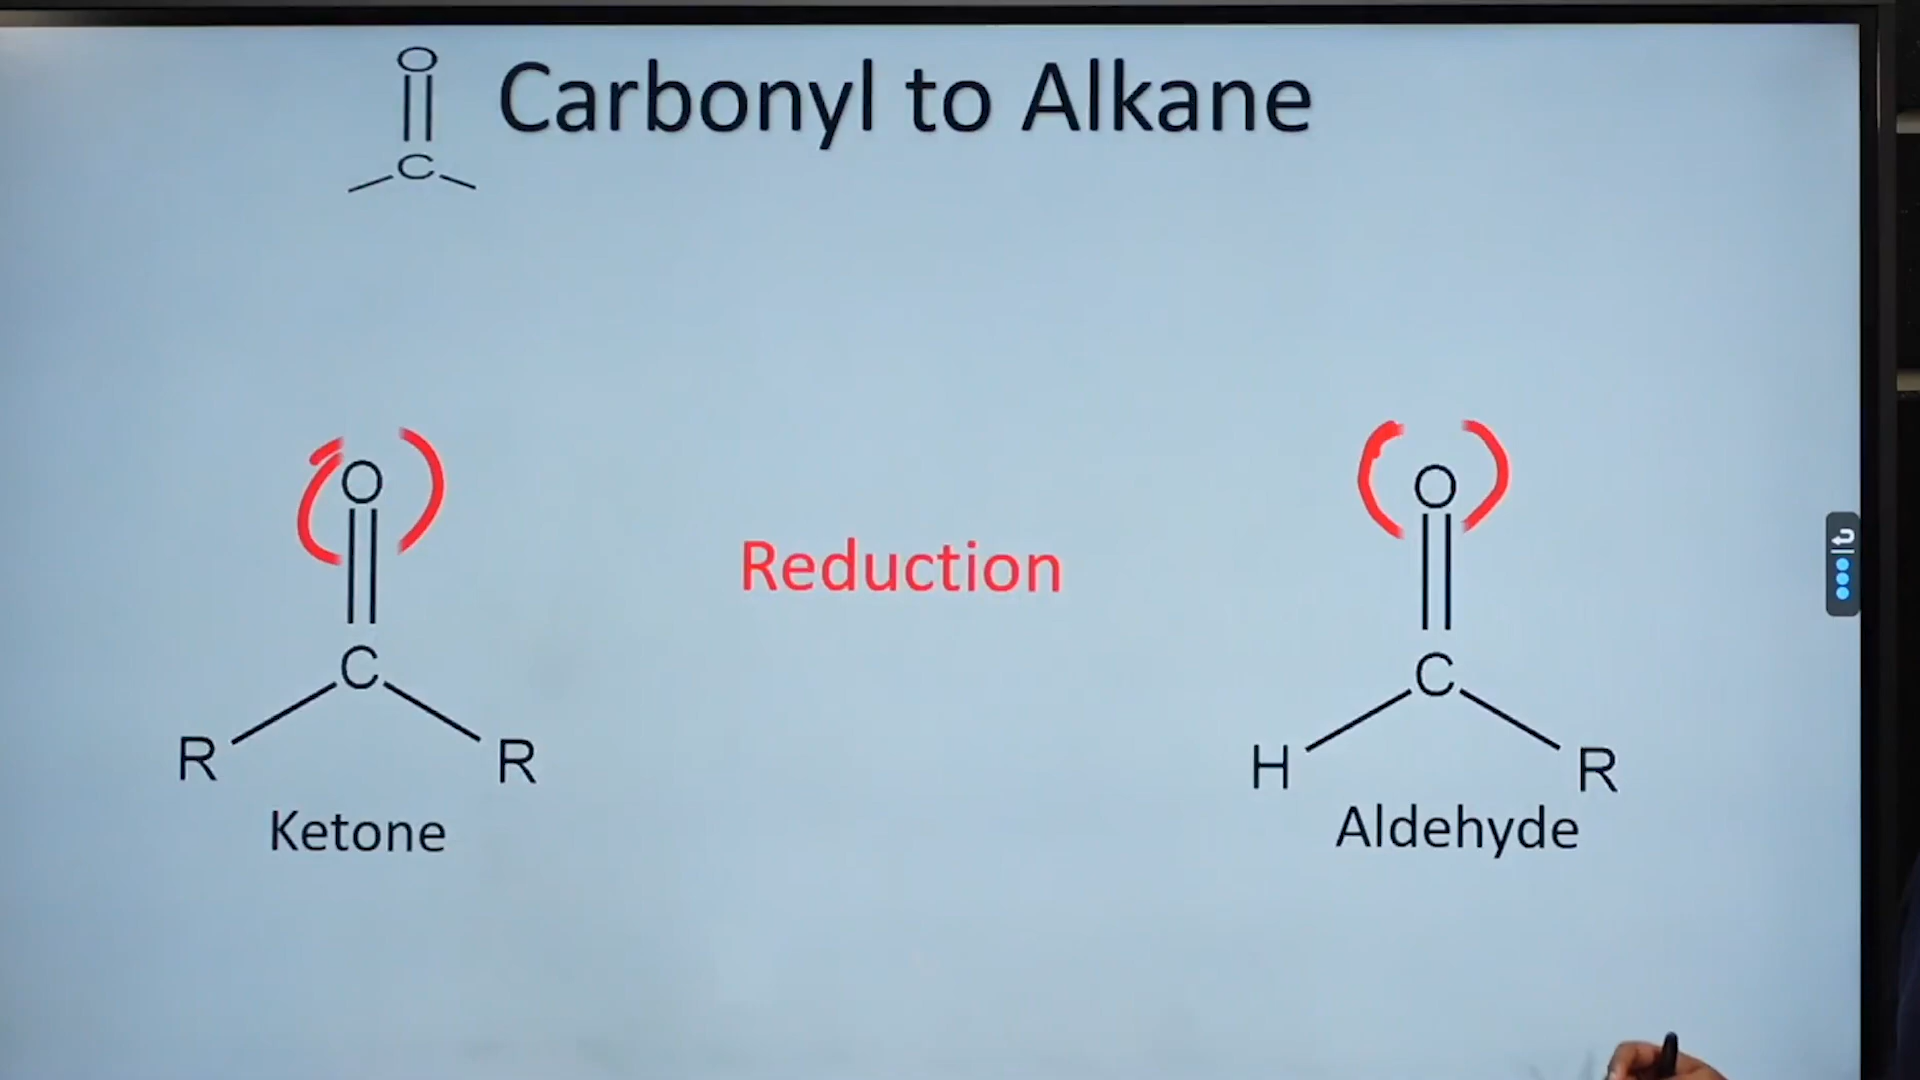 O
Carbonyl to Alkane
C
O
O
Reduction
C
C
R
R
H
R
Ketone
Aldehyde